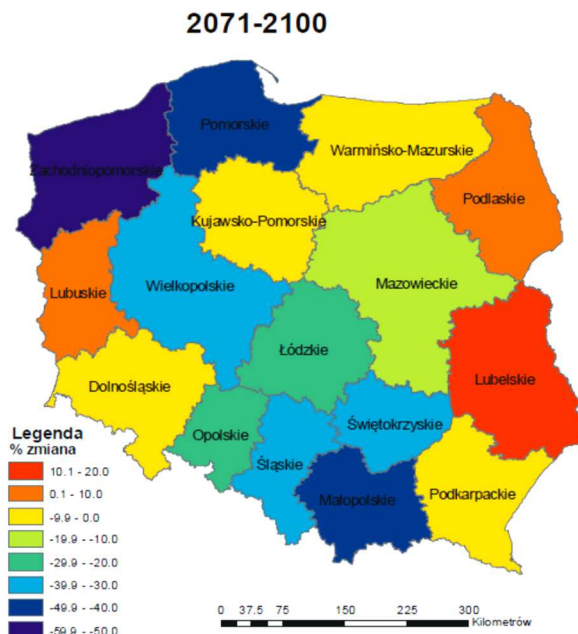 2071-2100
Pomorskie
Warmińsko-Mazurskie
Zachodniopomorskie
Podlaskie
Kujawsko-Pomorskie
Mazowieckie
Wielkopolskie
Lubuskie
Łódzkie
Lubelskie
Dolnośląskie
Świętokrzyskie
Opolskie
Śląskie
Małopolskie
Podkarpackie
Legenda
% zmiana
10.1 - 20.0
0.1 - 10.0
-9.9 - 0.0
-19.9 - -10.0
-29.9 - -20.0
-39.9 - -30.0
-49.9 - -40.0
-59.9 - -50.0
0 37.5 75 150 225 300
Kilometrów